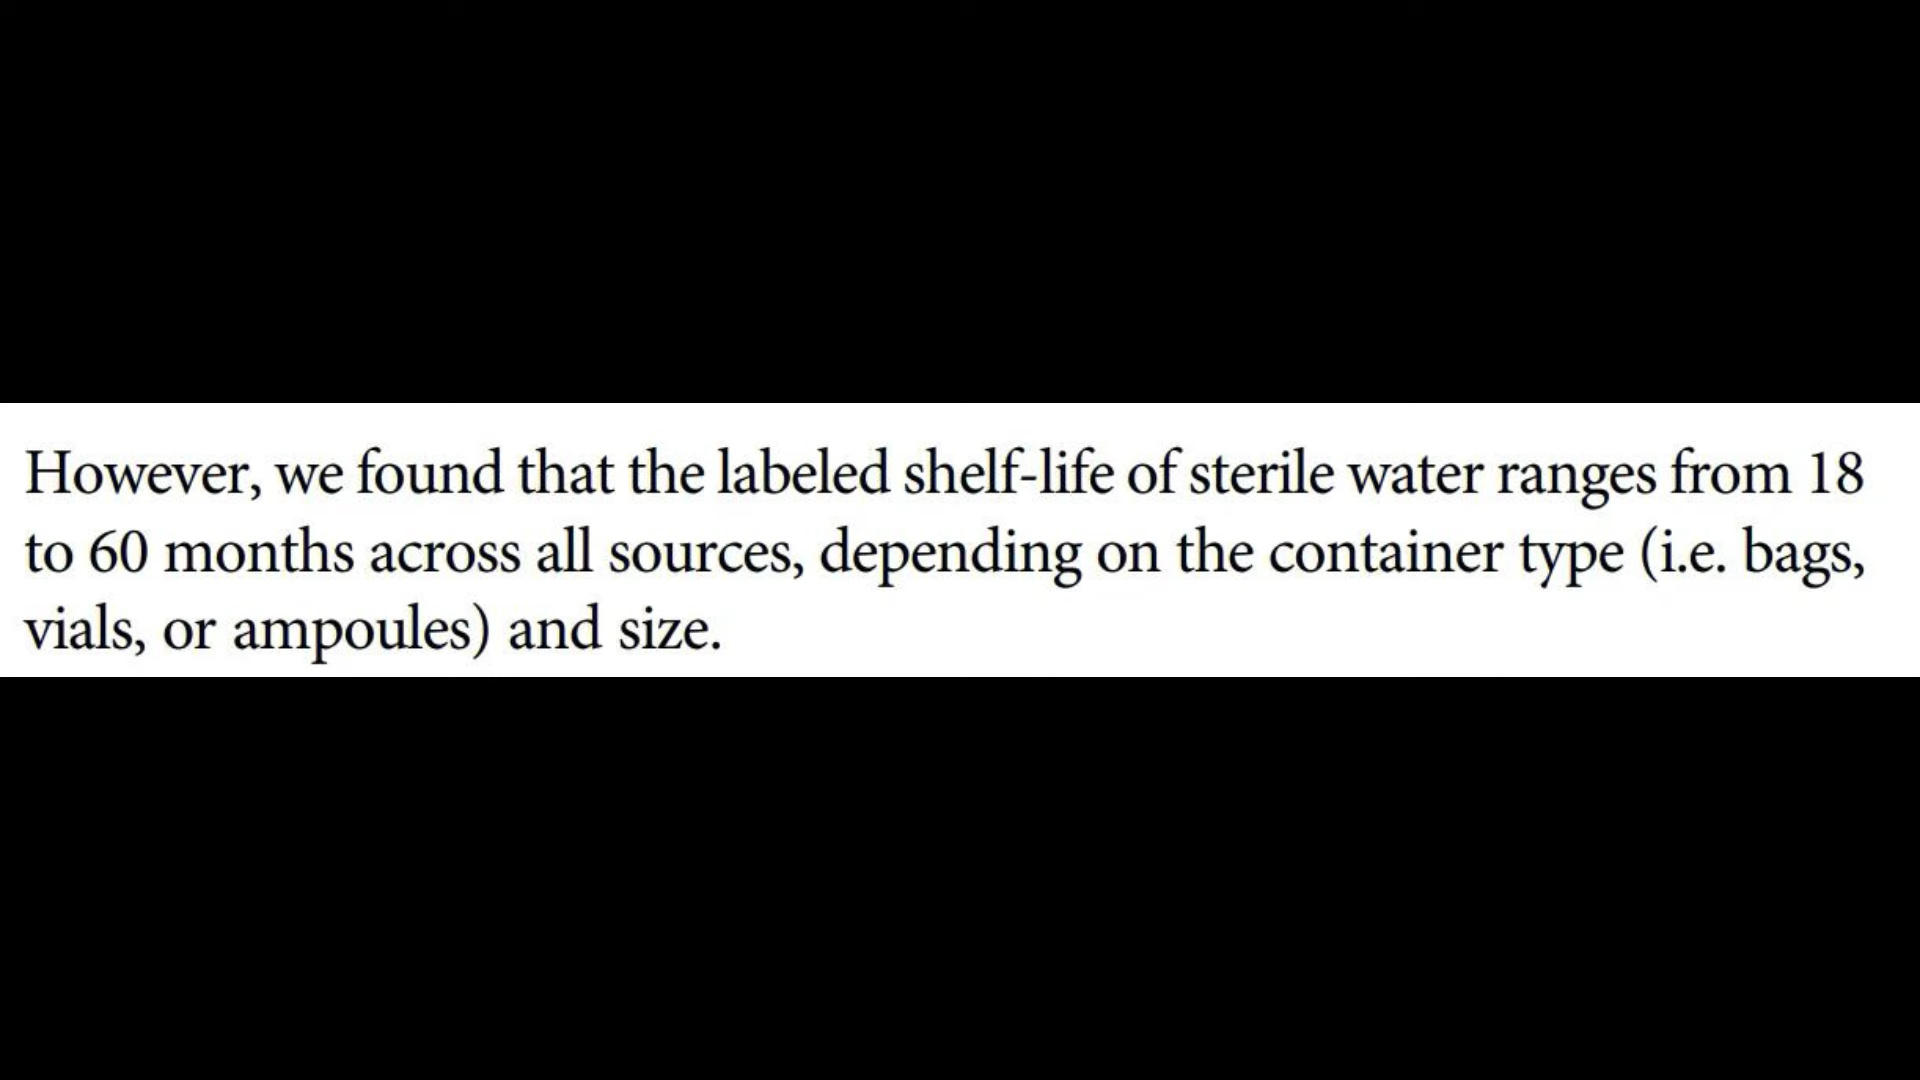 However, we found that the labeled shelf-life of sterile water ranges from 18
to 60 months across all sources, depending on the container type (i.e. bags,
vials, or ampoules) and size.